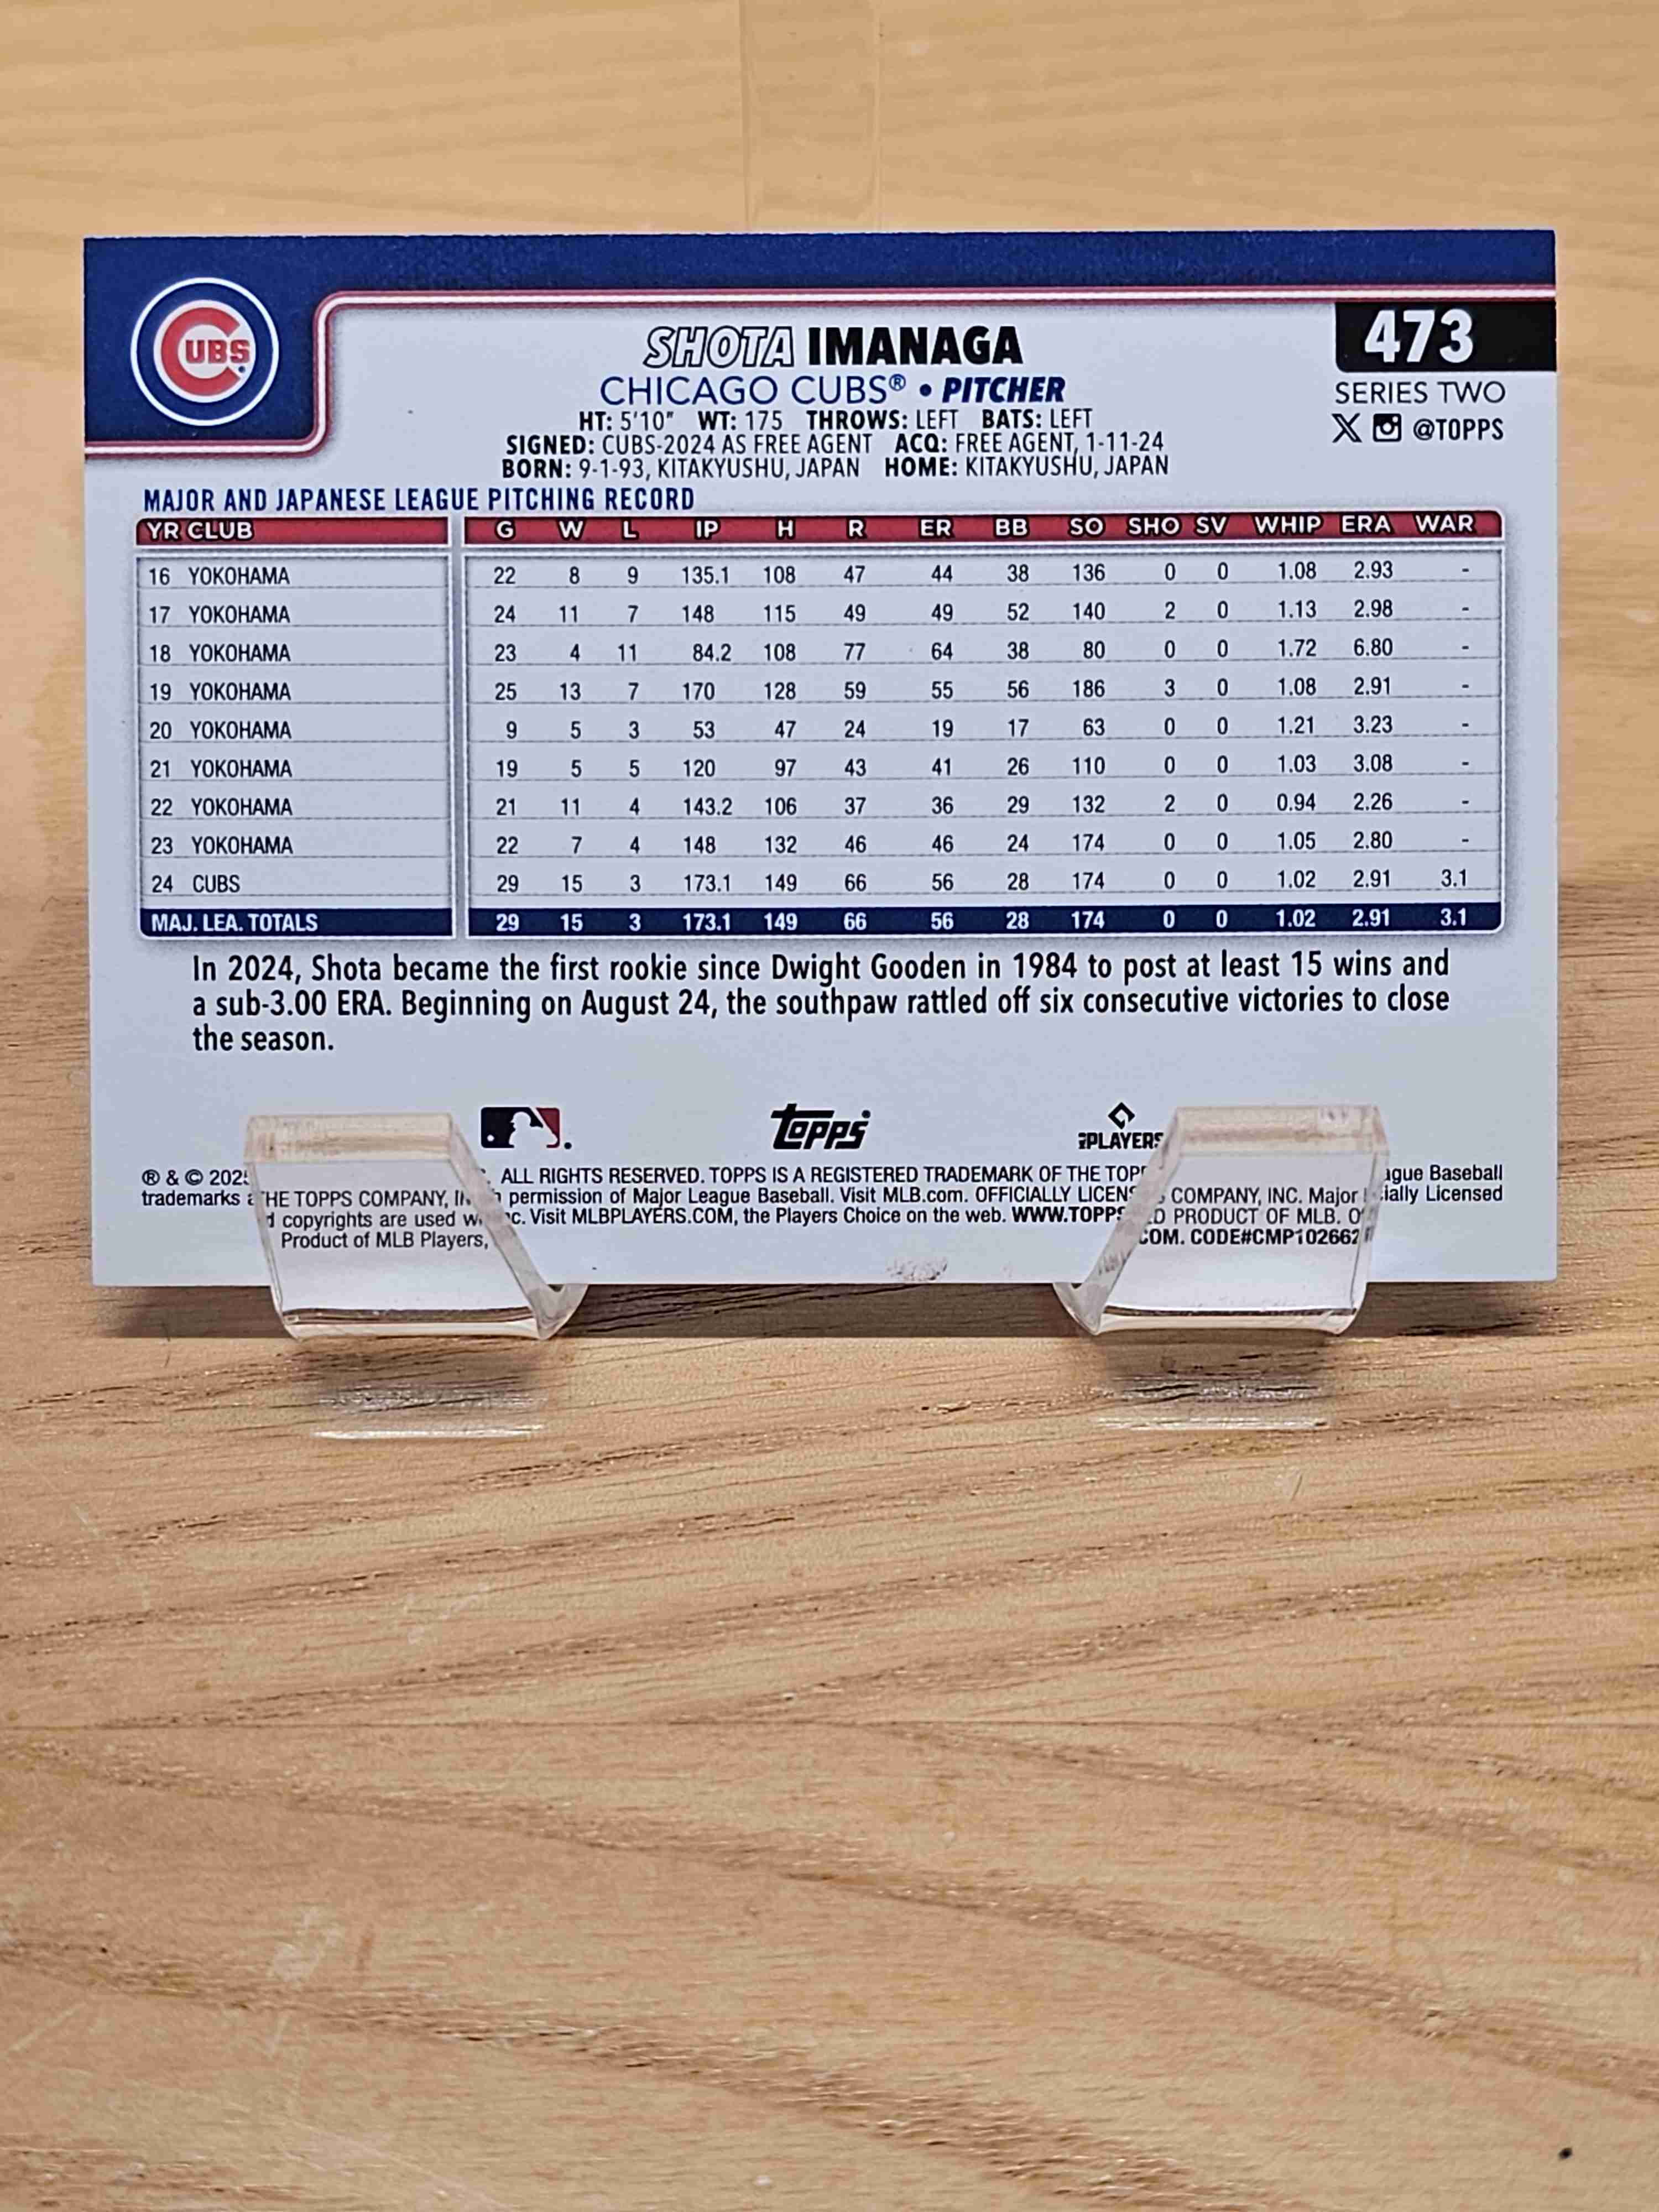 CUBS
473
SHOTA IMANAGA
SERIES TWO
CHICAGO CUBS® • PITCHER
X @TOPPS
HT: 5'10" WT: 175 THROWS: LEFT BATS: LEFT
SIGNED: CUBS-2024 AS FREE AGENT ACQ: FREE AGENT, 1-11-24
BORN: 9-1-93, KITAKYUSHU, JAPAN HOME: KITAKYUSHU, JAPAN
MAJOR AND JAPANESE LEAGUE PITCHING RECORD
YR CLUB G W L IP H R ER BB SO SHO SV WHIP ERA WAR
16 YOKOHAMA 22 8 9 135.1 108 47 44 38 136 0 0 1.08 2.93 -
17 YOKOHAMA 24 11 7 148 115 49 49 52 140 2 0 1.13 2.98 -
18 YOKOHAMA 23 4 11 84.2 108 77 64 38 80 0 0 1.72 6.80 -
19 YOKOHAMA 25 13 7 170 128 59 55 56 186 3 0 1.08 2.91 -
20 YOKOHAMA 9 5 3 53 47 24 19 17 63 0 0 1.21 3.23 -
21 YOKOHAMA 19 5 5 120 97 43 41 26 110 0 0 1.03 3.08 -
22 YOKOHAMA 21 11 4 143.2 106 37 36 29 132 2 0 0.94 2.26 -
23 YOKOHAMA 22 7 4 148 132 46 46 24 174 0 0 1.05 2.80 -
24 CUBS 29 15 3 173.1 149 66 56 28 174 0 0 1.02 2.91 3.1
MAJ. LEA. TOTALS 29 15 3 173.1 149 66 56 28 174 0 0 1.02 2.91 3.1
In 2024, Shota became the first rookie since Dwight Gooden in 1984 to post at least 15 wins and
a sub-3.00 ERA. Beginning on August 24, the southpaw rattled off six consecutive victories to close
the season.
Topps
PLAYERS
® & © 2025 THE TOPPS COMPANY, ALL RIGHTS RESERVED. TOPPS IS A REGISTERED TRADEMARK OF THE TOPPS COMPANY, INC. Major Baseball
trademarks copyrights are used permission of Major League Baseball. Visit MLB.com. OFFICIALLY PRODUCT OF MLB. Licensed
Product of MLB Players, Visit MLBPLAYERS.COM, the Players Choice on the web. WWW.TOPPS.COM. CODE#CMP102662